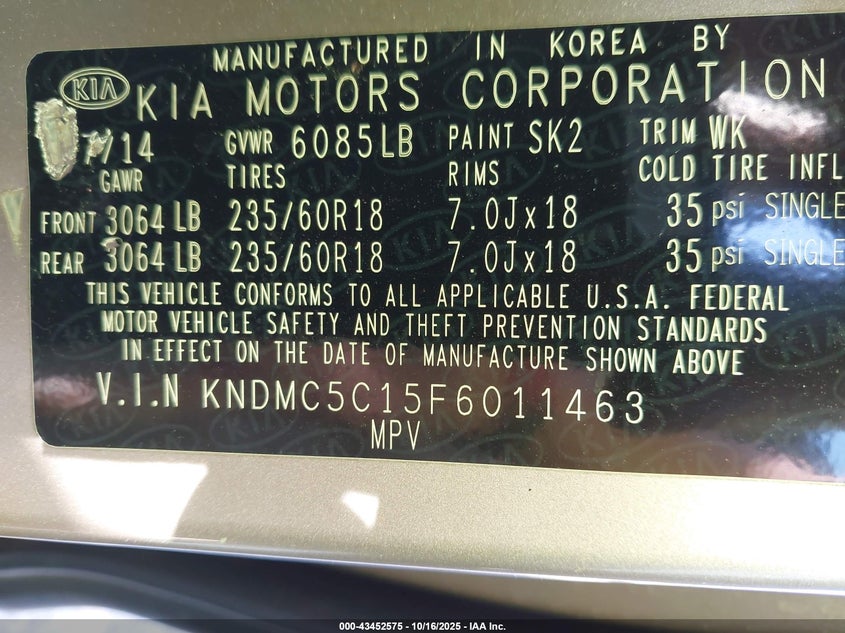 MANUFACTURED IN KOREA BY
KIA KIA MOTORS CORPORATION
/14 GVWR 6085LB PAINT SK2 TRIM WK
GAWR TIRES RIMS COLD TIRE INFL
FRONT 3064 LB 235/60R18 7.0Jx18 35 psi SINGLE
REAR 3064 LB 235/60R18 7.0Jx18 35 psi SINGLE
THIS VEHICLE CONFORMS TO ALL APPLICABLE U.S.A. FEDERAL
MOTOR VEHICLE SAFETY AND THEFT PREVENTION STANDARDS
IN EFFECT ON THE DATE OF MANUFACTURE SHOWN ABOVE
V.I.N KNDMC5C15F6011463
MPV
000-43452575 - 10/16/2025 - IAA Inc.